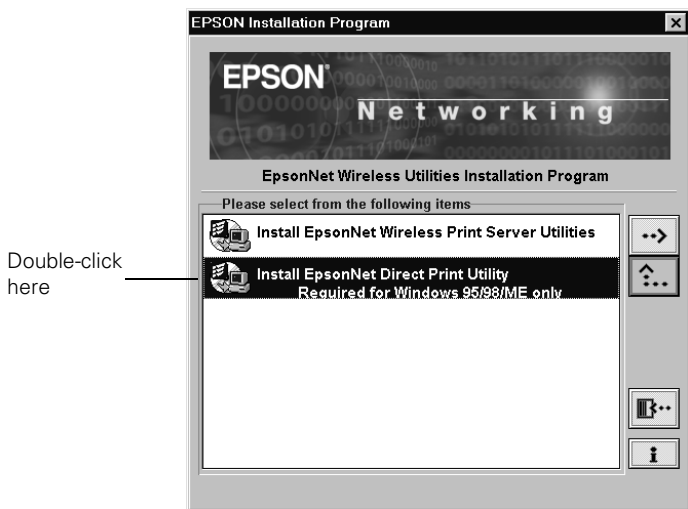 EPSON Installation Program
EPSON
Networking
EpsonNet Wireless Utilities Installation Program
Please select from the following items
Install EpsonNet Wireless Print Server Utilities
Double-click
here
Install EpsonNet Direct Print Utility
Required for Windows 95/98/ME only